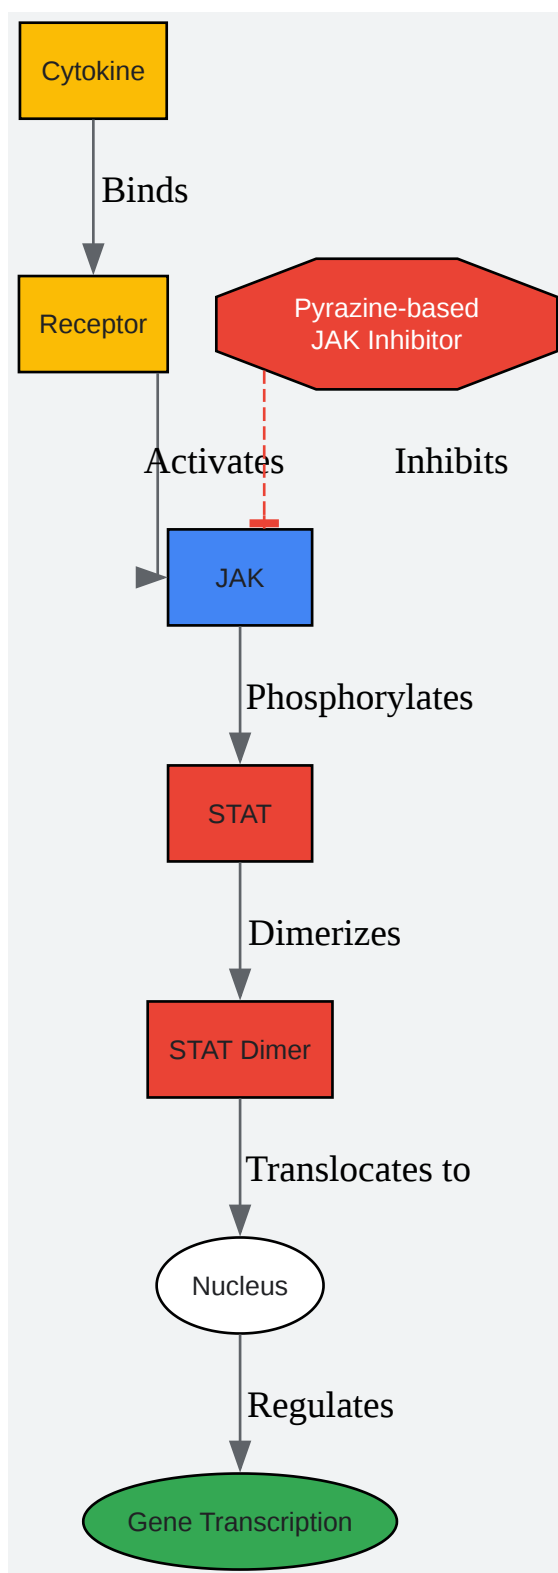 Cytokine
Binds
Receptor
Pyrazine-based
JAK Inhibitor
Activates
Inhibits
JAK
Phosphorylates
STAT
Dimerizes
STAT Dimer
Translocates to
Nucleus
Regulates
Gene Transcription